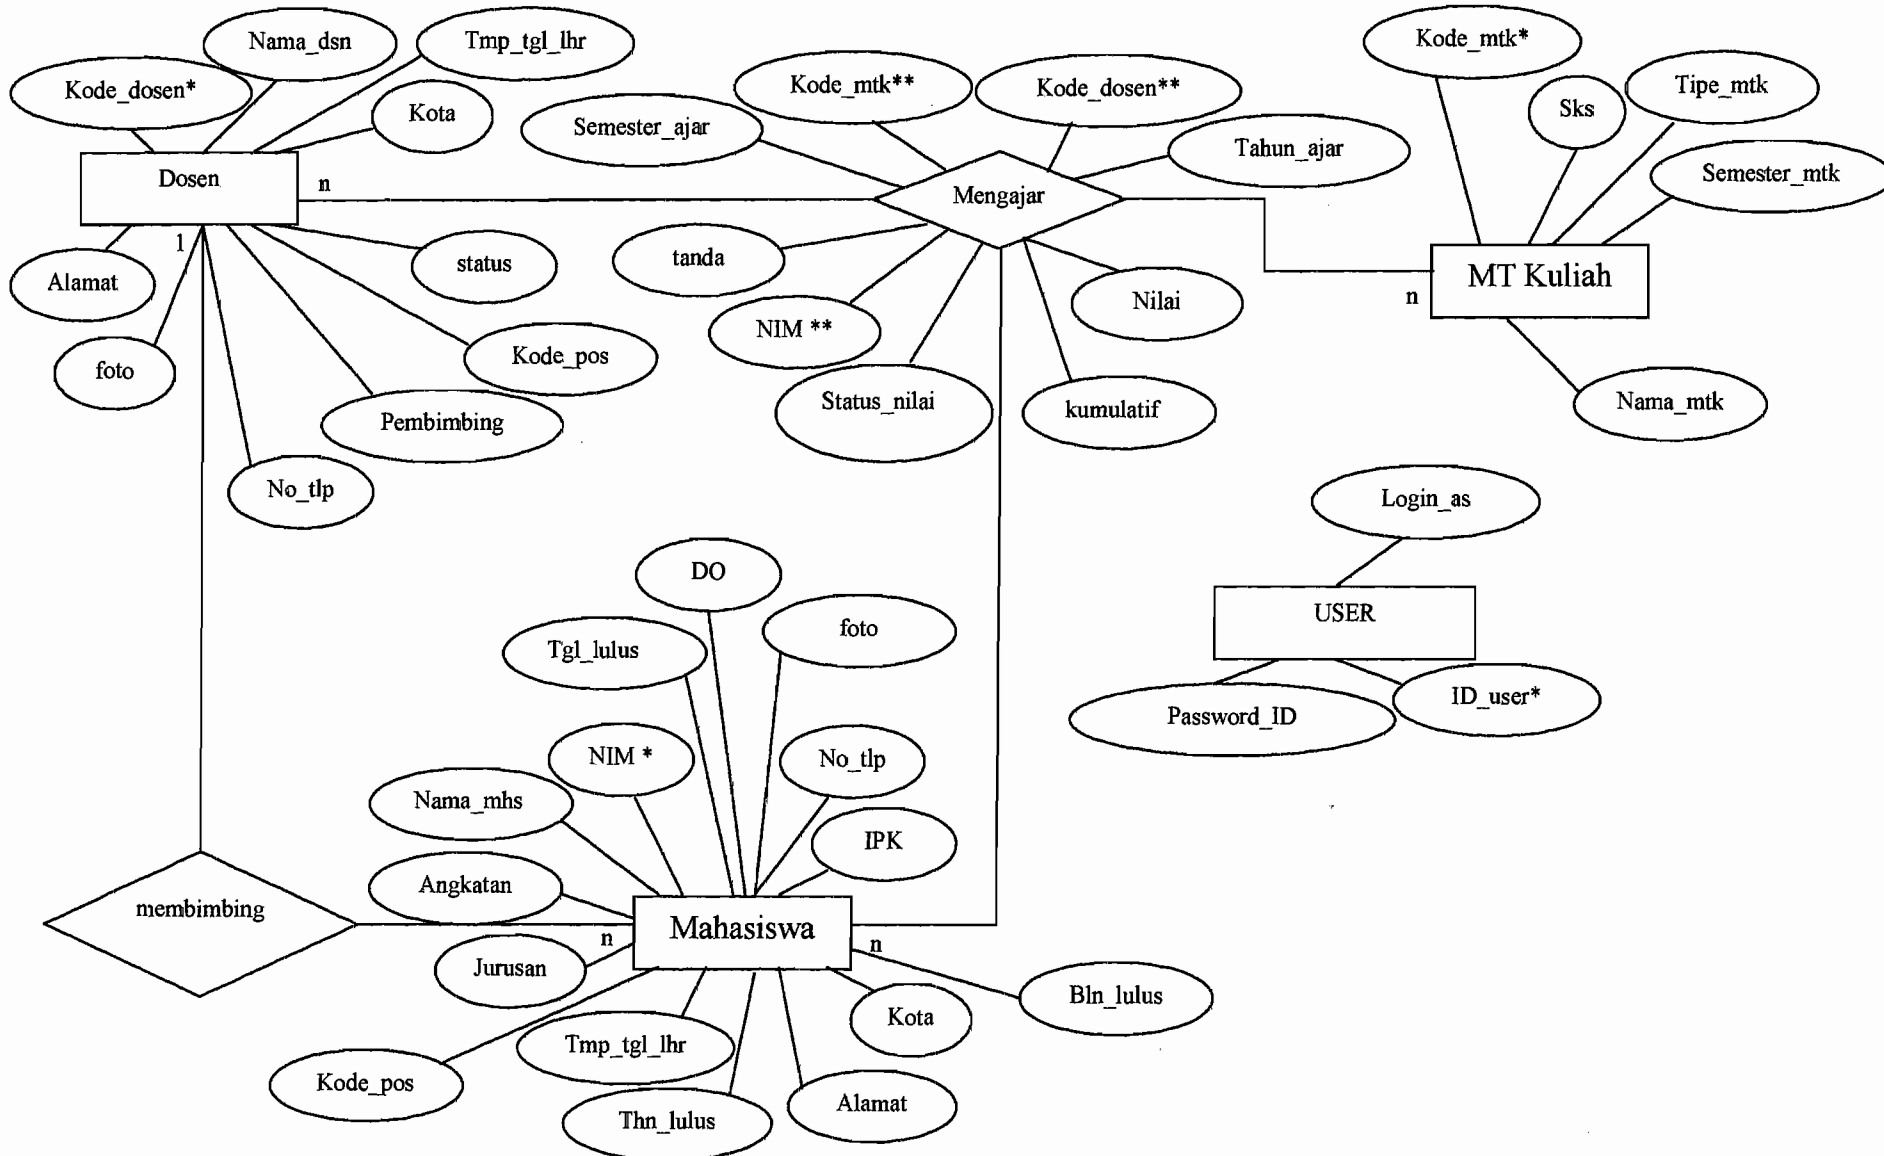 Nama_dsn
Tmp_tgl_lhr
Kode_dosen*
Kota
Dosen
n
1
Alamat
status
foto
Kode_pos
Pembimbing
No_tlp
Kode_mtk**
Kode_dosen**
Semester_ajar
Tahun_ajar
Mengajar
tanda
NIM **
Nilai
Status_nilai
kumulatif
Kode_mtk*
Sks
Tipe_mtk
Semester_mtk
MT Kuliah
n
Nama_mtk
Login_as
USER
Password_ID
ID_user*
DO
Tgl_lulus
foto
NIM *
No_tlp
Nama_mhs
IPK
Angkatan
membimbing
Mahasiswa
n
n
Jurusan
Bln_lulus
Kota
Tmp_tgl_lhr
Kode_pos
Alamat
Thn_lulus